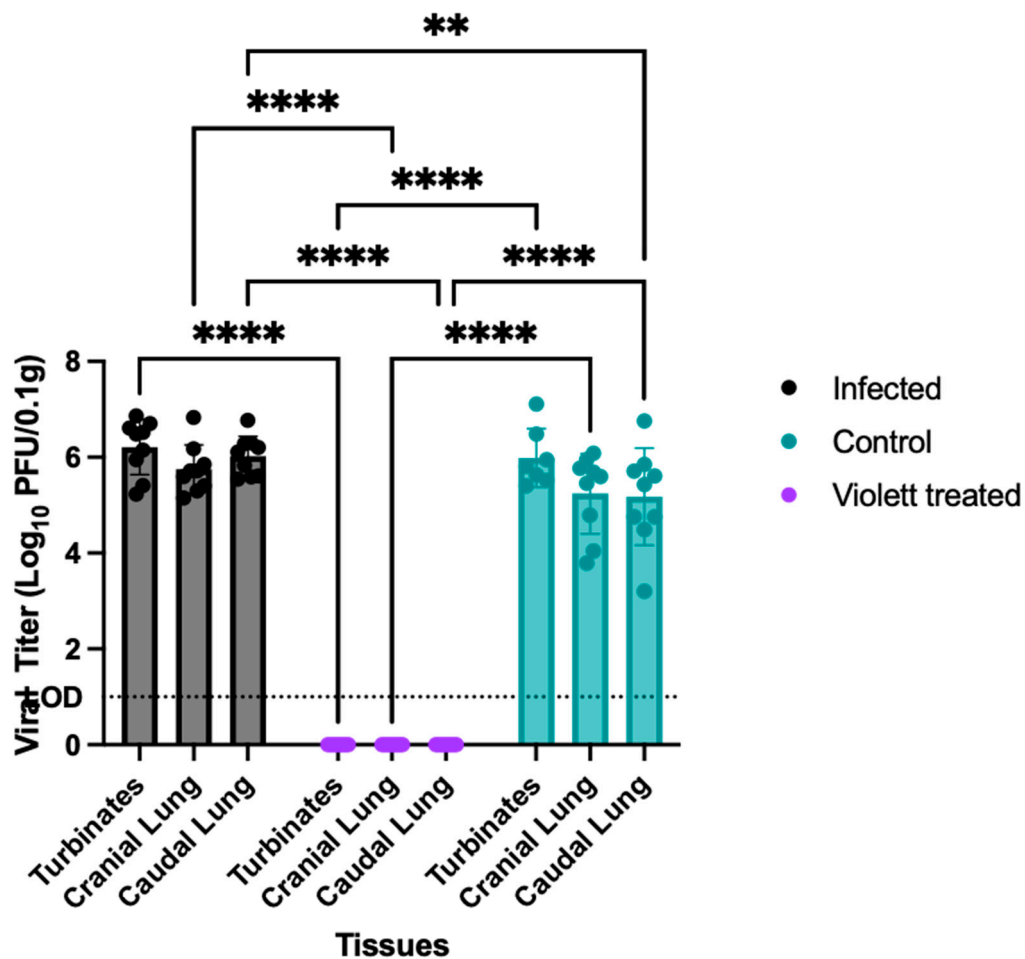 **
****
****
**** ****
**** ****
Viral Titer (Log10 PFU/0.1g)
8
6
4
2
OD
0
Turbinates
Cranial Lung
Caudal Lung
Turbinates
Cranial Lung
Caudal Lung
Turbinates
Cranial Lung
Caudal Lung
Tissues
Infected
Control
Violett treated